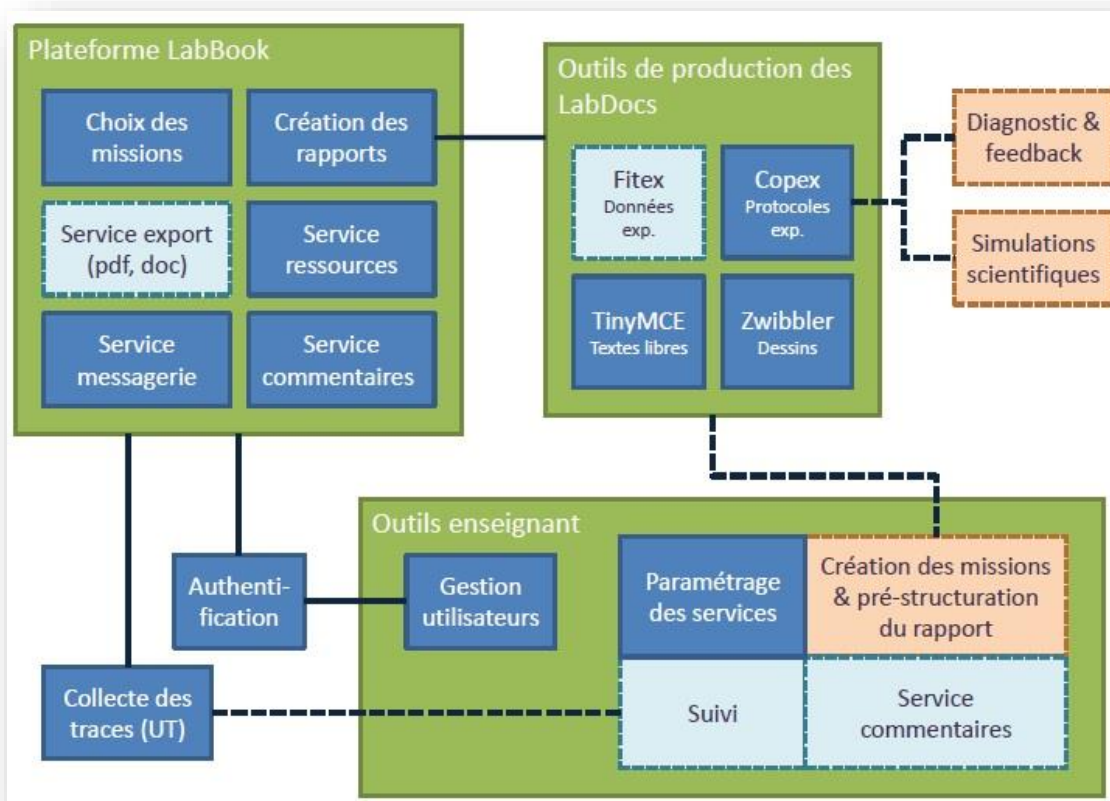 Plateforme LabBook
Choix des
missions
Création des
rapports
Service export
(pdf, doc)
Service
ressources
Service
messagerie
Service
commentaires
Outils de production des
LabDocs
Fitex
Données
exp.
Copex
Protocoles
exp.
TinyMCE
Textes libres
Zwibbler
Dessins
Diagnostic &
feedback
Simulations
scientifiques
Outils enseignant
Authenti-
fication
Gestion
utilisateurs
Paramétrage
des services
Création des missions
& pré-structuration
du rapport
Collecte des
traces (UT)
Suivi
Service
commentaires